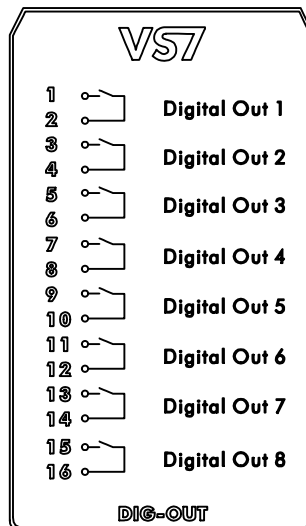 VS7
1
2
Digital Out 1
3
4
Digital Out 2
5
6
Digital Out 3
7
8
Digital Out 4
9
10
Digital Out 5
11
12
Digital Out 6
13
14
Digital Out 7
15
16
Digital Out 8
DIG-OUT